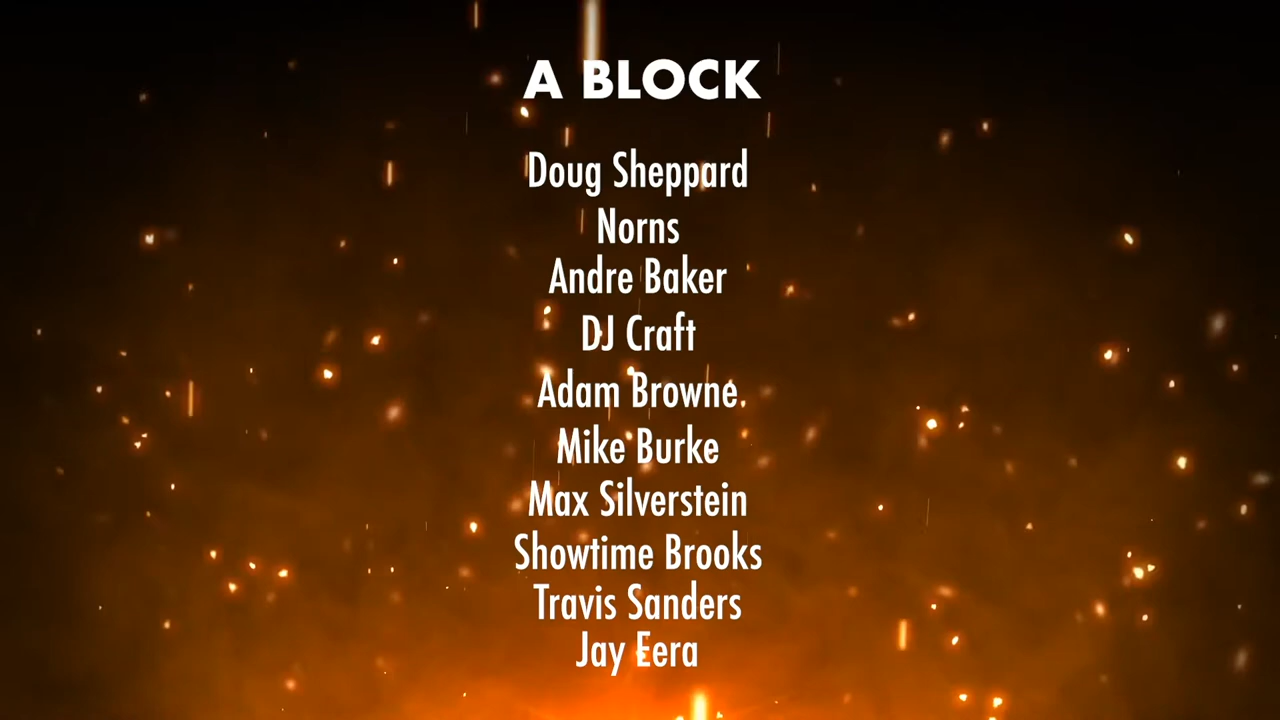 A BLOCK
Doug Sheppard
Norns
Andre Baker
DJ Craft
Adam Browne
Mike Burke
Max Silverstein
Showtime Brooks
Travis Sanders
Jay Eera